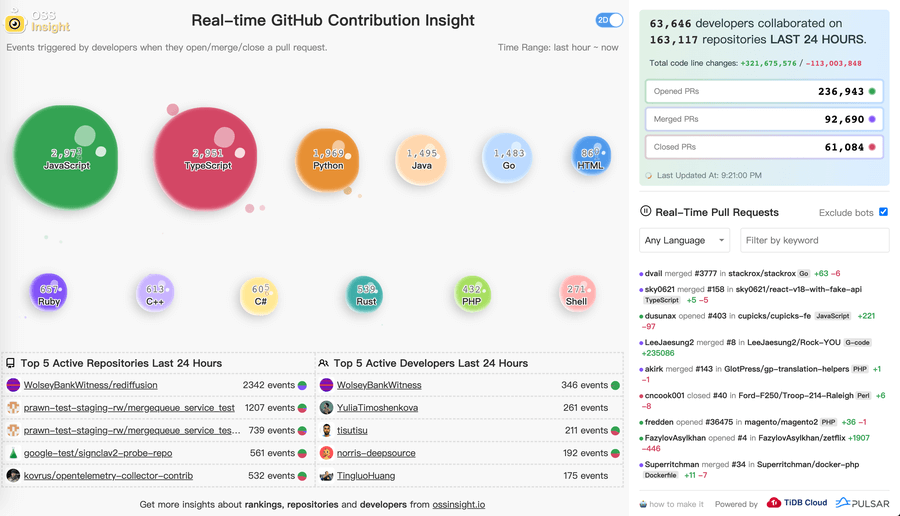 OSS Insight
Real-time GitHub Contribution Insight
2D
Events triggered by developers when they open/merge/close a pull request.
Time Range: last hour ~ now
JavaScript
2,951
TypeScript
1,969
Python
1,495
Java
1,483
Go
HTML
657
Ruby
613
C++
C#
539
Rust
432
PHP
271
Shell
Top 5 Active Repositories Last 24 Hours
WolseyBankWitness/rediffusion 2342 events
prawn-test-staging-rw/mergequeue_service_test 1207 events
prawn-test-staging-rw/mergequeue_service_tes... 739 events
google-test/signclav2-probe-repo 561 events
kovrus/opentelemetry-collector-contrib 532 events
Top 5 Active Developers Last 24 Hours
WolseyBankWitness 346 events
YuliaTimoshenkova 261 events
tisutisu 211 events
norris-deepsource 192 events
TingluoHuang 175 events
Get more insights about rankings, repositories and developers from ossinsight.io
63,646 developers collaborated on
163,117 repositories LAST 24 HOURS.
Total code line changes: +321,675,576 / -113,003,848
Opened PRs 236,943
Merged PRs 92,690
Closed PRs 61,084
Last Updated At: 9:21:00 PM
Real-Time Pull Requests
Exclude bots
Any Language
Filter by keyword
dvail merged #3777 in stackrox/stackrox Go +63 -6
sky0621 merged #158 in sky0621/react-v18-with-fake-api
TypeScript +5 -5
dusunax opened #403 in cupicks/cupicks-fe JavaScript +221
-97
LeeJaesung2 merged #8 in LeeJaesung2/Rock-YOU G-code
+235086
akirk merged #143 in GlotPress/gp-translation-helpers PHP +1
-1
cncook001 closed #40 in Ford-F250/Troop-214-Raleigh Perl +6
-8
fredden opened #36475 in magento/magento2 PHP +36 -1
FazylovAsylkhan opened #4 in FazylovAsylkhan/zetflix +1907
-446
Superritchman merged #34 in Superritchman/docker-php
Dockerfile +11 -7
how to make it
Powered by
TiDB Cloud
PULSAR